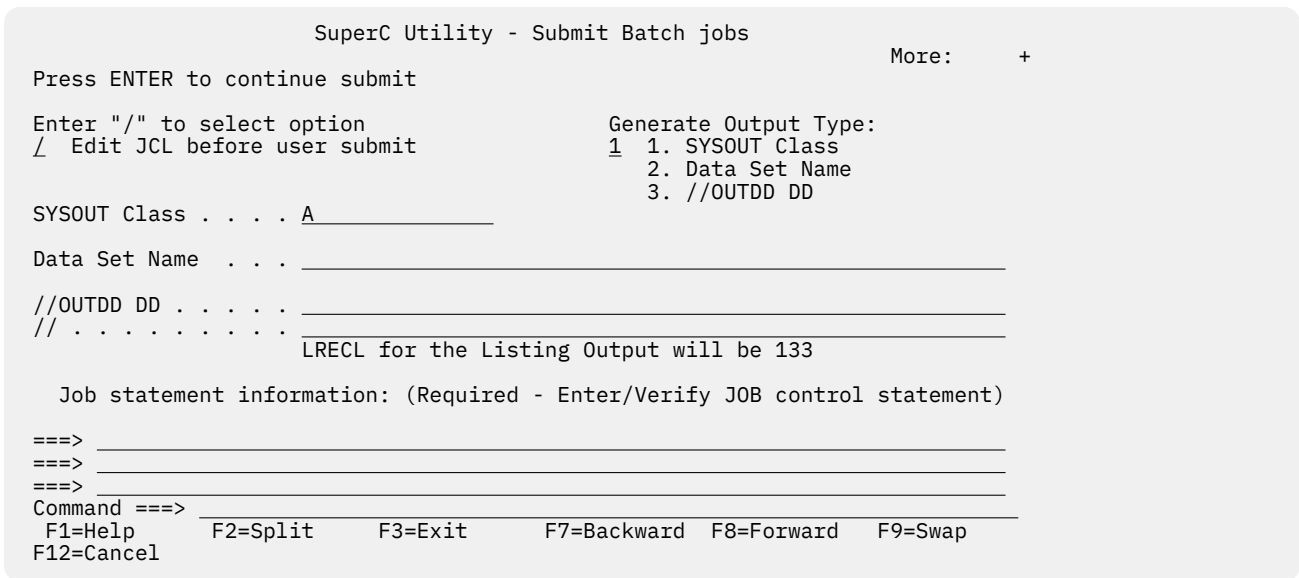 SuperC Utility - Submit Batch jobs
More:     +
Press ENTER to continue submit
Enter "/" to select option                   Generate Output Type:
/  Edit JCL before user submit               1  1. SYSOUT Class
2. Data Set Name
3. //OUTDD DD
SYSOUT Class . . . . A
Data Set Name  . . .
//OUTDD DD . . . . .
// . . . . . . . . .
LRECL for the Listing Output will be 133
Job statement information: (Required - Enter/Verify JOB control statement)
===>
===>
===>
Command ===>
F1=Help      F2=Split     F3=Exit      F7=Backward  F8=Forward   F9=Swap
F12=Cancel